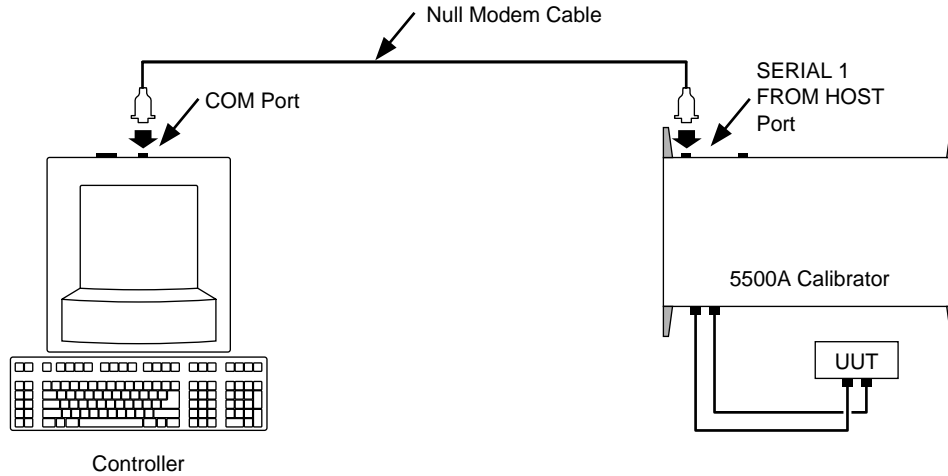 Null Modem Cable
COM Port
SERIAL 1
FROM HOST
Port
5500A Calibrator
UUT
Controller